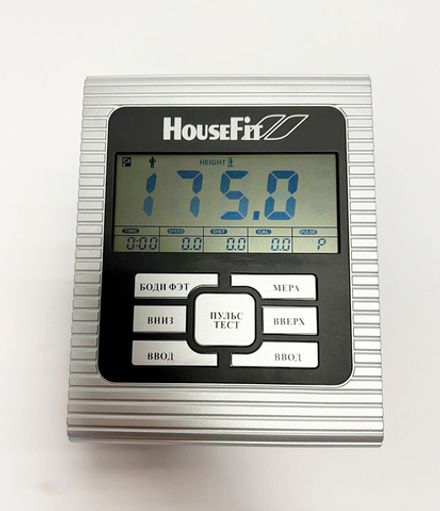 HOUSEFIT
HEIGHT
175.0
TIME SPEED DIST CAL PULSE
0:00 0.0 0.0 0.0 P
БОДИ ФЭТ МЕРА
ПУЛЬС
ТЕСТ
ВНИЗ ВВЕРХ
ВВОД ВВОД